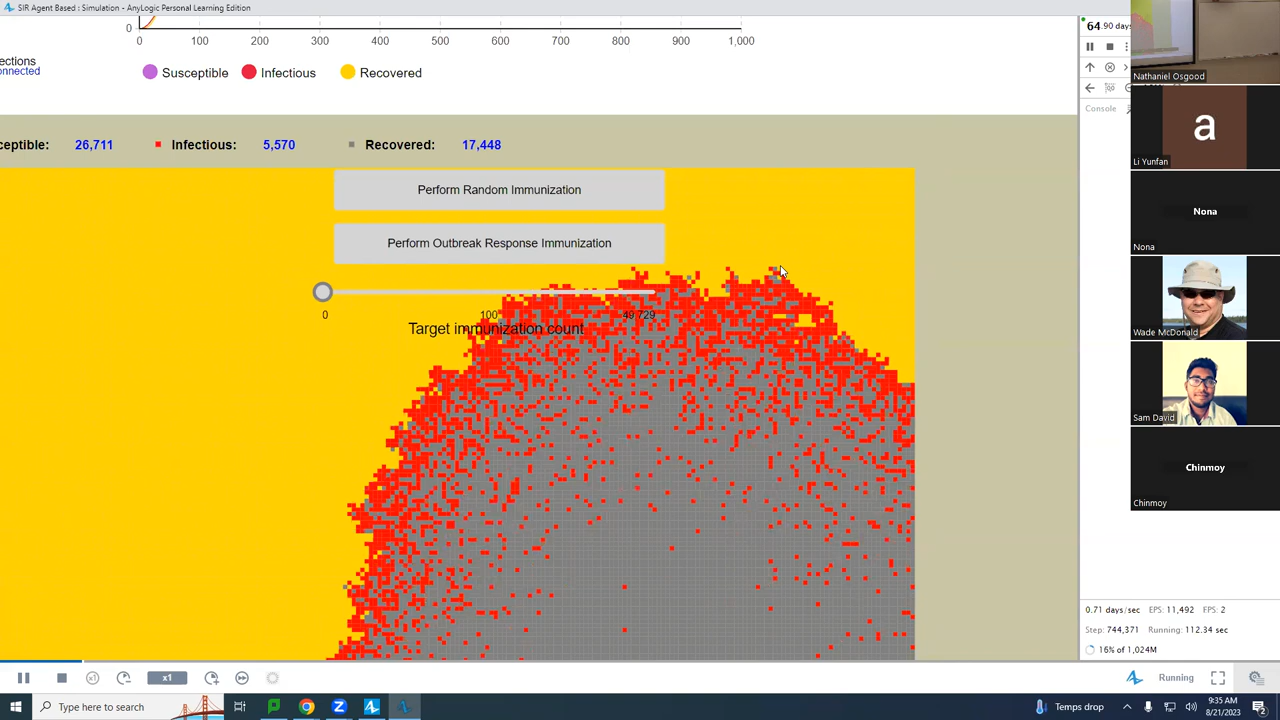 SIR Agent Based : Simulation - AnyLogic Personal Learning Edition
0
0 100 200 300 400 500 600 700 800 900 1,000
ections
onnected
Susceptible Infectious Recovered
ceptible: 26,711 Infectious: 5,570 Recovered: 17,448
Perform Random Immunization
Perform Outbreak Response Immunization
0 100 49,729
Target immunization count
64.90 days
Console
0.71 days/sec EPS: 11,492 FPS: 2
Step: 744,371 Running: 112.34 sec
16% of 1,024M
Nathaniel Osgood
a
Li Yunfan
Nona
Nona
Wade McDonald
Sam David
Chinmoy
Chinmoy
x1
Running
Type here to search
Temps drop
9:35 AM
8/21/2023
2